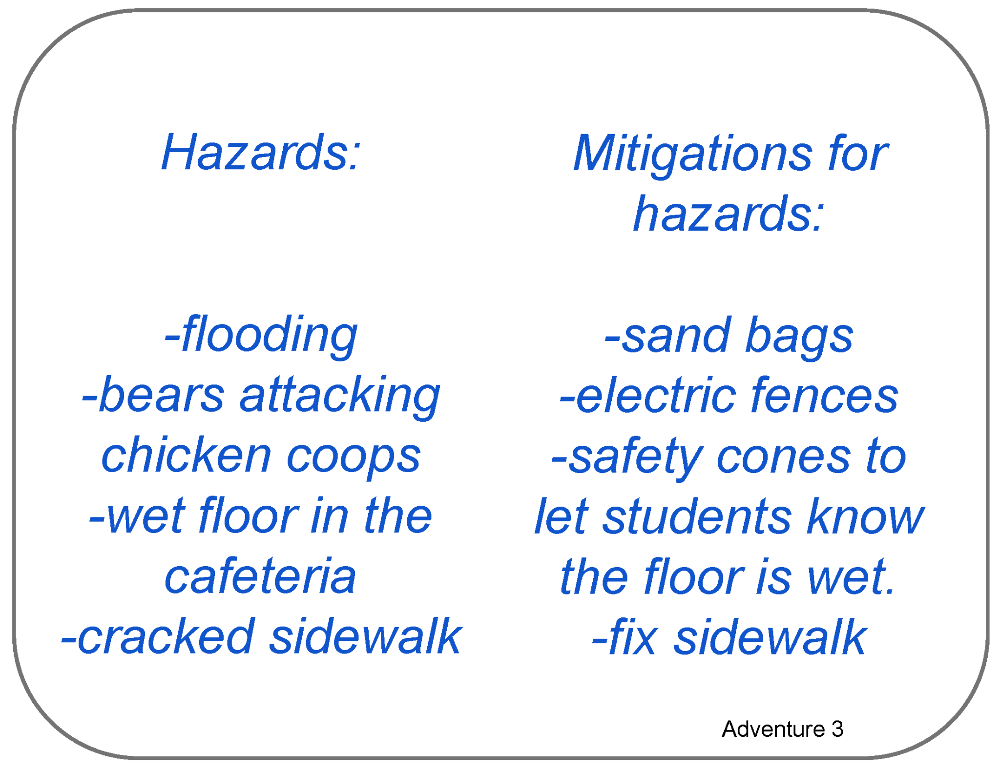 Hazards:
-flooding
-bears attacking
chicken coops
-wet floor in the
cafeteria
-cracked sidewalk
Mitigations for
hazards:
-sand bags
-electric fences
-safety cones to
let students know
the floor is wet.
-fix sidewalk
Adventure 3